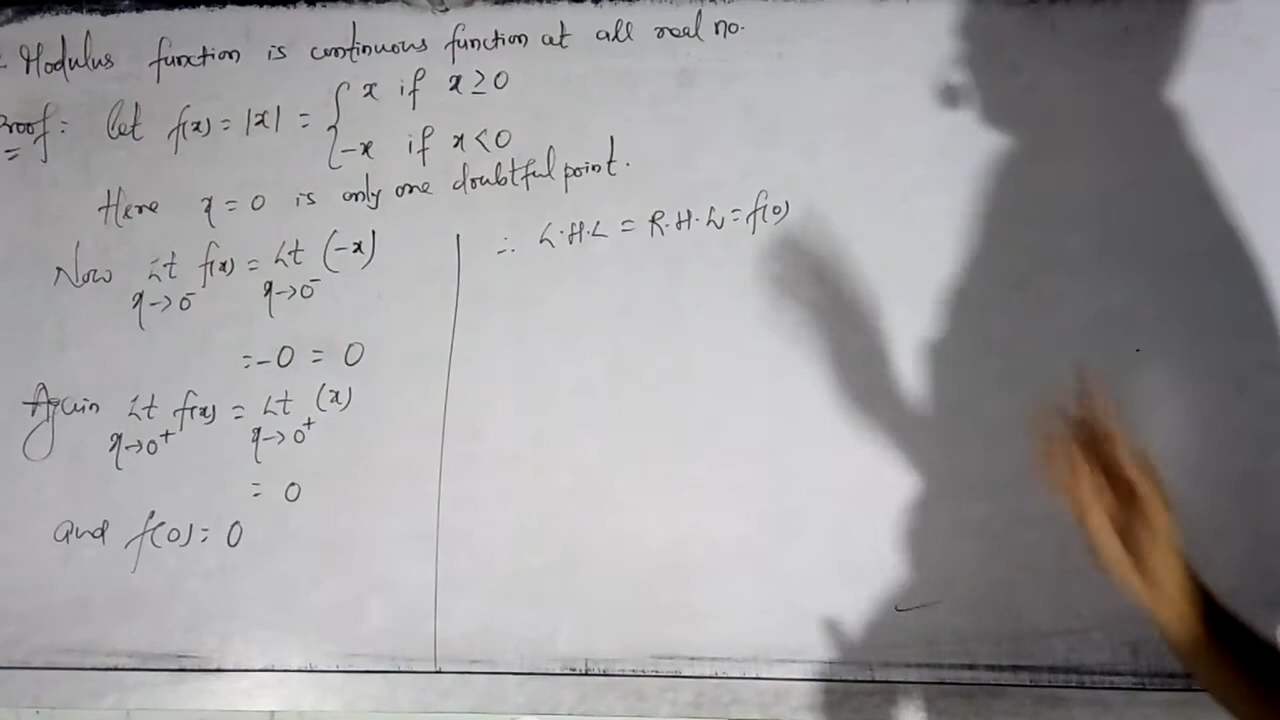 Modulus function is continuous function at all real no.
Proof: let f(x) = |x| = { x if x ≥ 0
-x if x < 0
Here x = 0 is only one doubtful point.
Now Lt f(x) = Lt (-x)
x→0⁻ x→0⁻
= -0 = 0
Again Lt f(x) = Lt (x)
x→0⁺ x→0⁺
= 0
and f(0) = 0
∴ L.H.L = R.H.L = f(0)